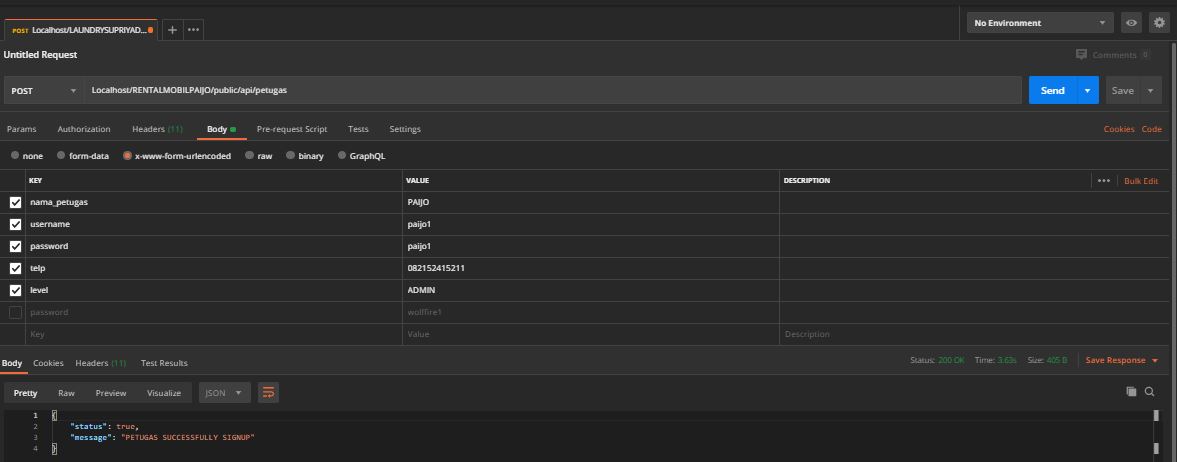 POST Localhost/LAUNDRYSUPRIYAD... + ••• No Environment
Untitled Request Comments 0
POST Localhost/RENTALMOBILPAIJO/public/api/petugas Send Save
Params Authorization Headers (11) Body Pre-request Script Tests Settings Cookies Code
none form-data x-www-form-urlencoded raw binary GraphQL
KEY VALUE DESCRIPTION ••• Bulk Edit
nama_petugas PAIJO
username paijo1
password paijo1
telp 082152415211
level ADMIN
password wolffire1
Key Value Description
Body Cookies Headers (11) Test Results Status: 200 OK Time: 3.63s Size: 405 B Save Response
Pretty Raw Preview Visualize JSON
1 {
2 "status": true,
3 "message": "PETUGAS SUCCESSFULLY SIGNUP"
4 }